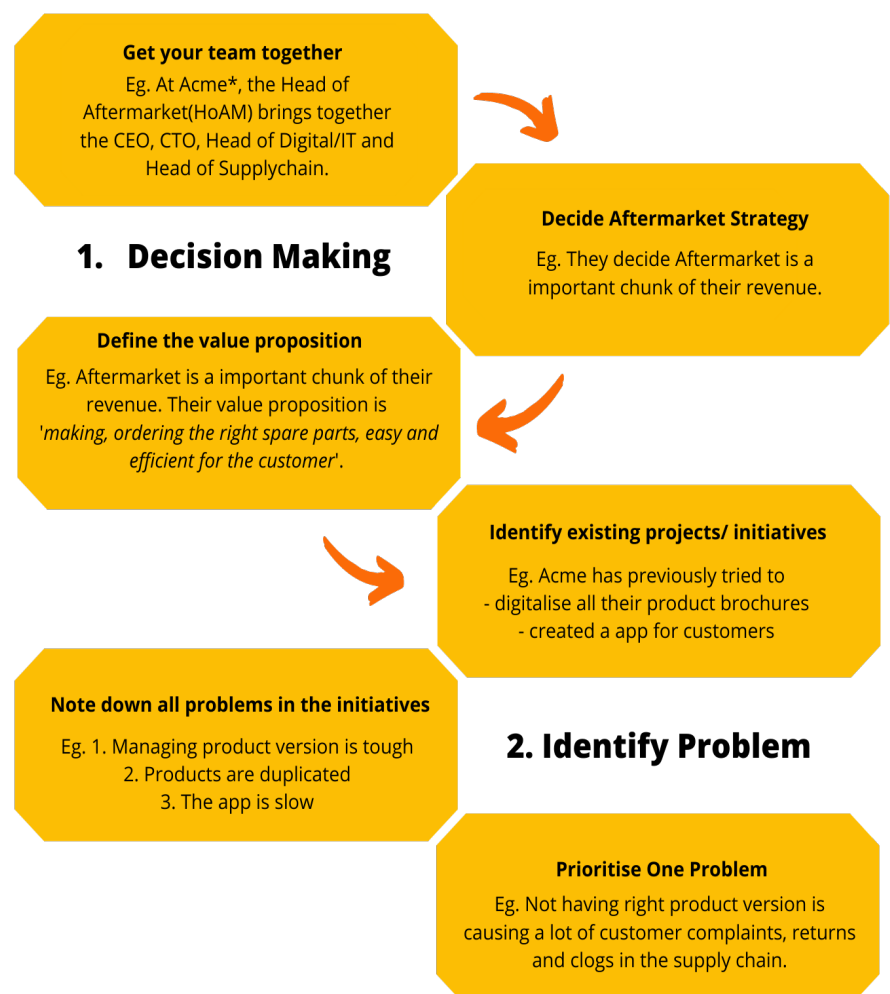 Get your team together
Eg. At Acme*, the Head of
Aftermarket(HoAM) brings together
the CEO, CTO, Head of Digital/IT and
Head of Supplychain.
Decide Aftermarket Strategy
Eg. They decide Aftermarket is a
important chunk of their revenue.
1. Decision Making
Define the value proposition
Eg. Aftermarket is a important chunk of their
revenue. Their value proposition is
'making, ordering the right spare parts, easy and
efficient for the customer'.
Identify existing projects/ initiatives
Eg. Acme has previously tried to
- digitalise all their product brochures
- created a app for customers
Note down all problems in the initiatives
Eg. 1. Managing product version is tough
2. Products are duplicated
3. The app is slow
2. Identify Problem
Prioritise One Problem
Eg. Not having right product version is
causing a lot of customer complaints, returns
and clogs in the supply chain.